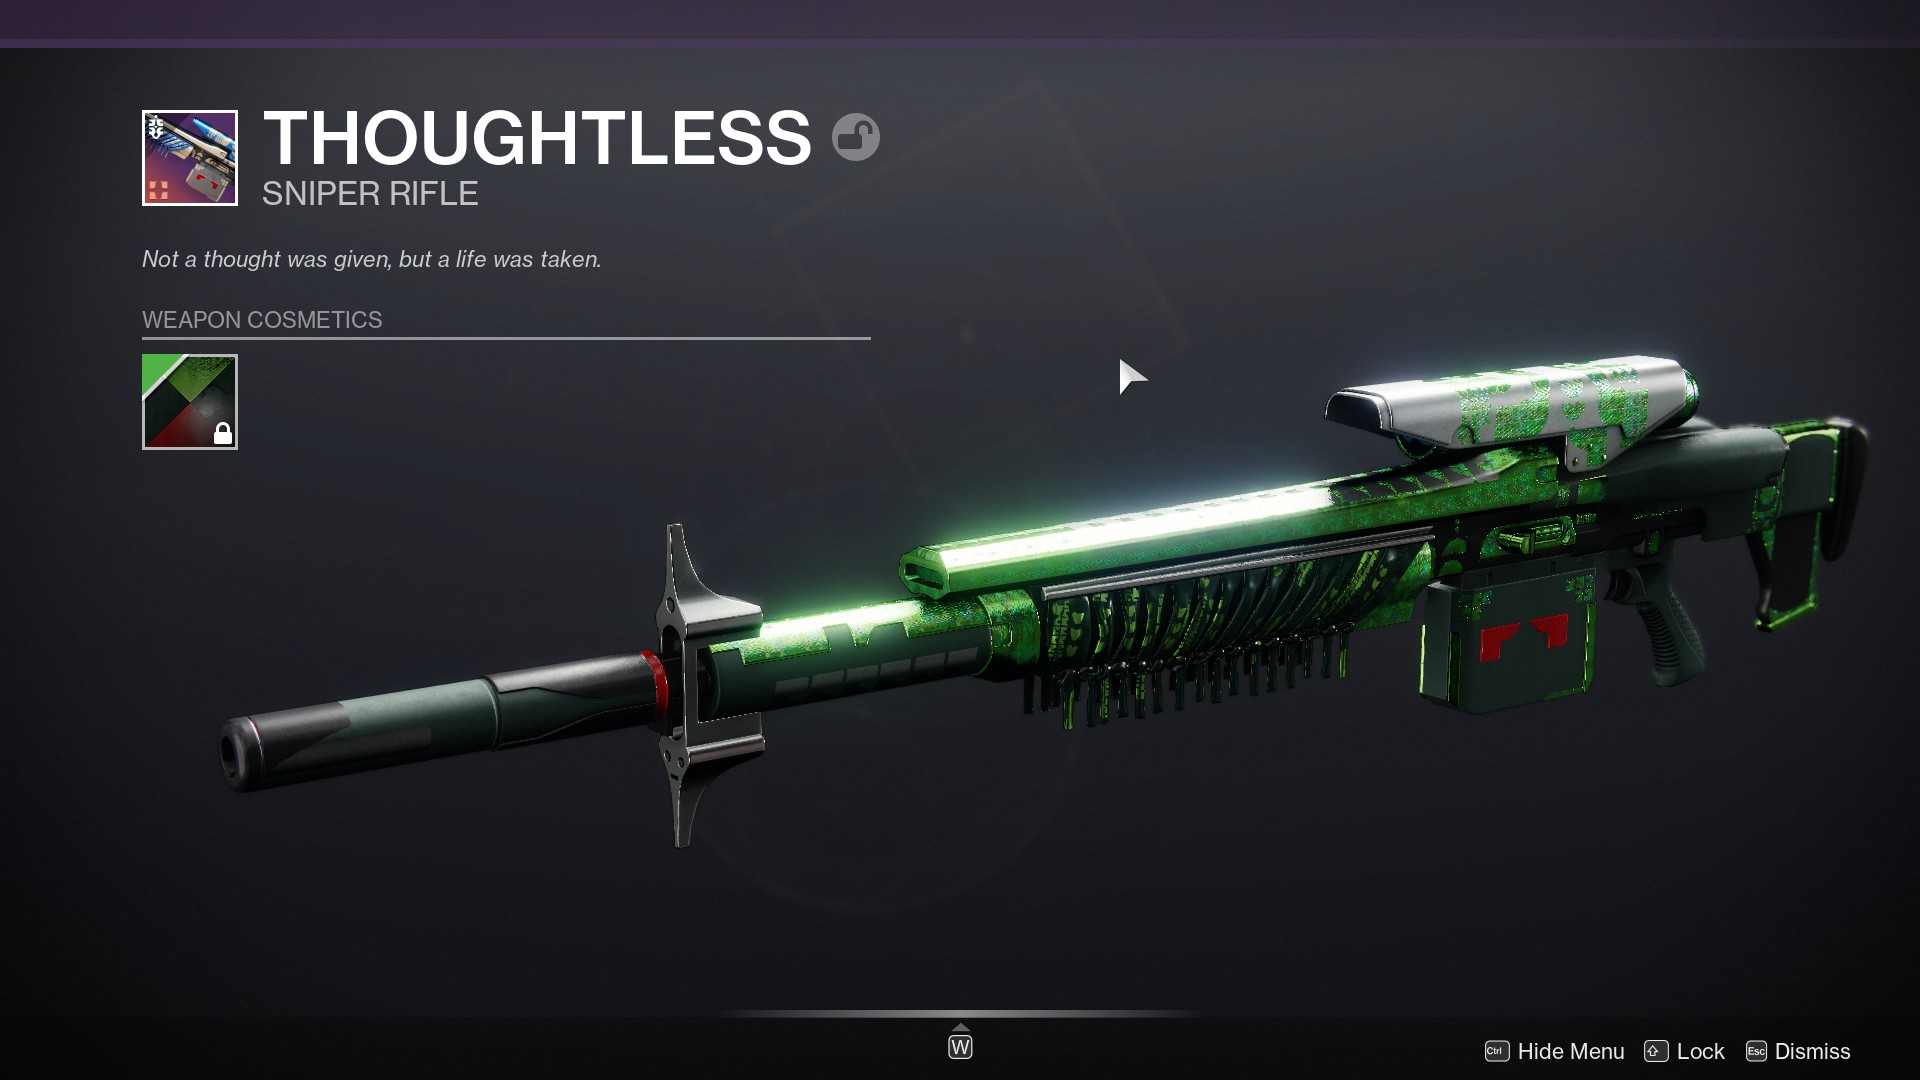 THOUGHTLESS
SNIPER RIFLE
Not a thought was given, but a life was taken.
WEAPON COSMETICS
W
Ctrl Hide Menu Lock Esc Dismiss